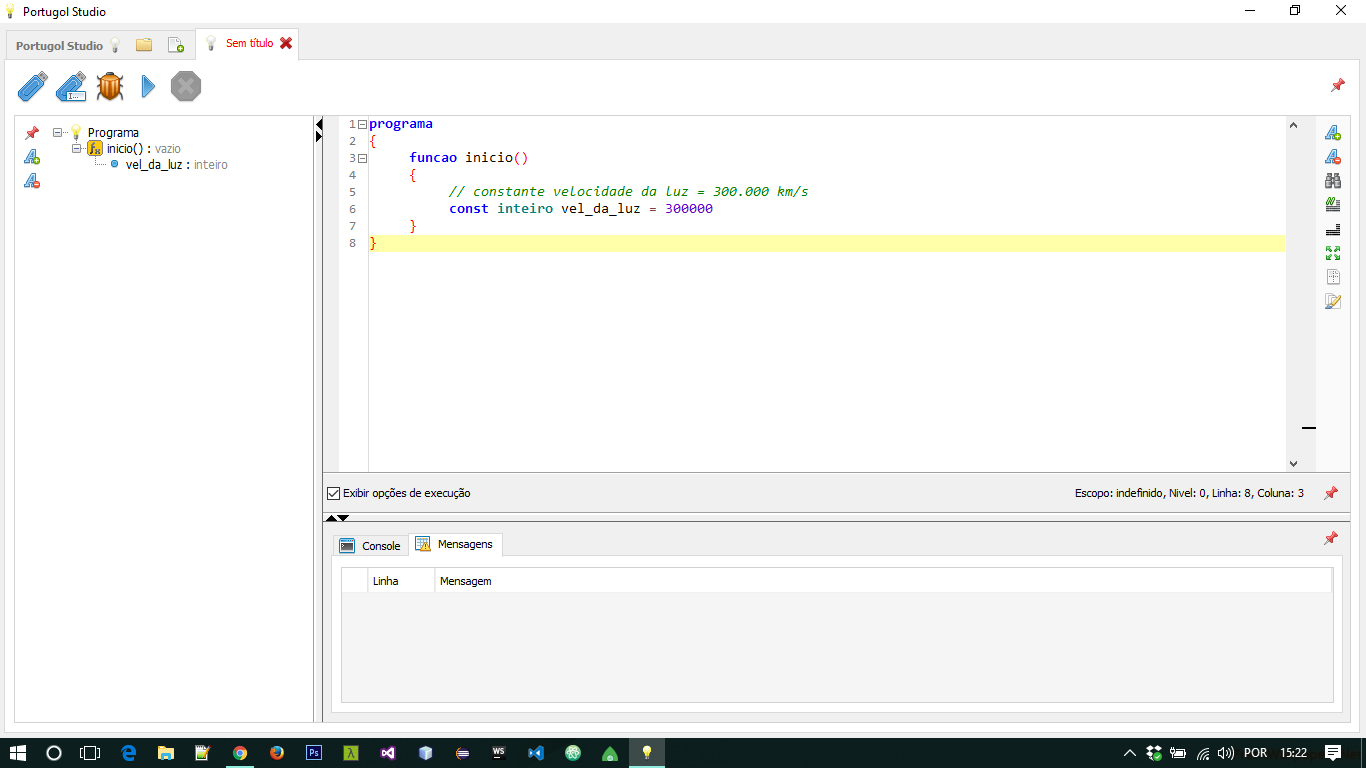 Portugol Studio
Portugol Studio
Sem título
Programa
inicio() : vazio
vel_da_luz : inteiro
1 programa
2 {
3 funcao inicio()
4 {
5 // constante velocidade da luz = 300.000 km/s
6 const inteiro vel_da_luz = 300000
7 }
8 }
Exibir opções de execução
Escopo: indefinido, Nivel: 0, Linha: 8, Coluna: 3
Console
Mensagens
Linha Mensagem
Ps
WS
POR 15:22